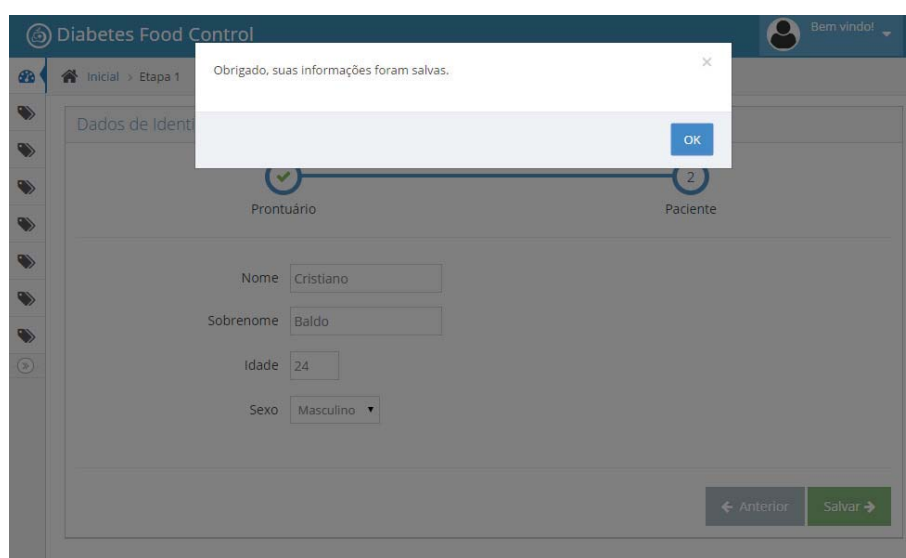 Diabetes Food Control
Bem vindo!
Inicial > Etapa 1
Obrigado, suas informações foram salvas.
×
OK
Dados de Identi
2
Prontuário
Paciente
Nome Cristiano
Sobrenome Baldo
Idade 24
Sexo Masculino
Anterior
Salvar